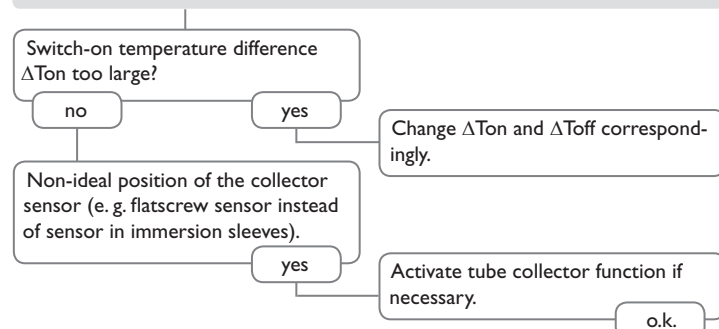 Switch-on temperature difference
ΔTon too large?
no
yes
Change ΔTon and ΔToff correspond-
ingly.
Non-ideal position of the collector
sensor (e. g. flatscrew sensor instead
of sensor in immersion sleeves).
yes
Activate tube collector function if
necessary.
o.k.